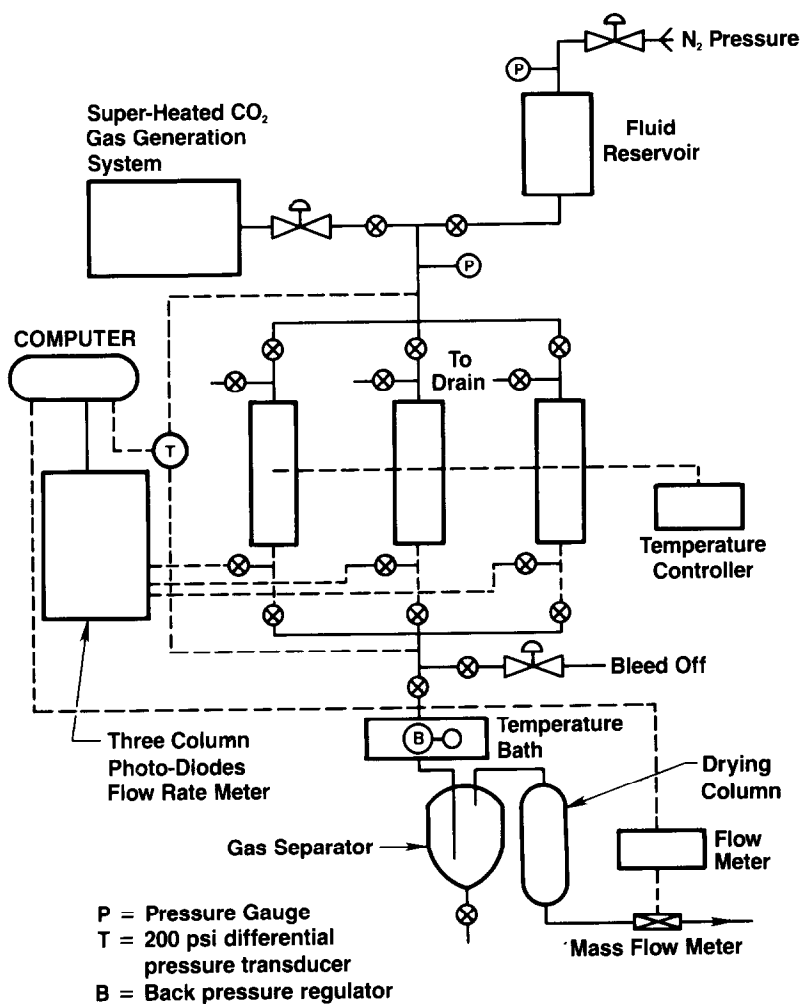 N₂ Pressure
P
Super-Heated CO₂
Gas Generation
System
Fluid
Reservoir
P
COMPUTER
To
Drain
T
Temperature
Controller
Bleed Off
Three Column
Photo-Diodes
Flow Rate Meter
B
Temperature
Bath
Drying
Column
Gas Separator
Flow
Meter
Mass Flow Meter
P = Pressure Gauge
T = 200 psi differential
pressure transducer
B = Back pressure regulator